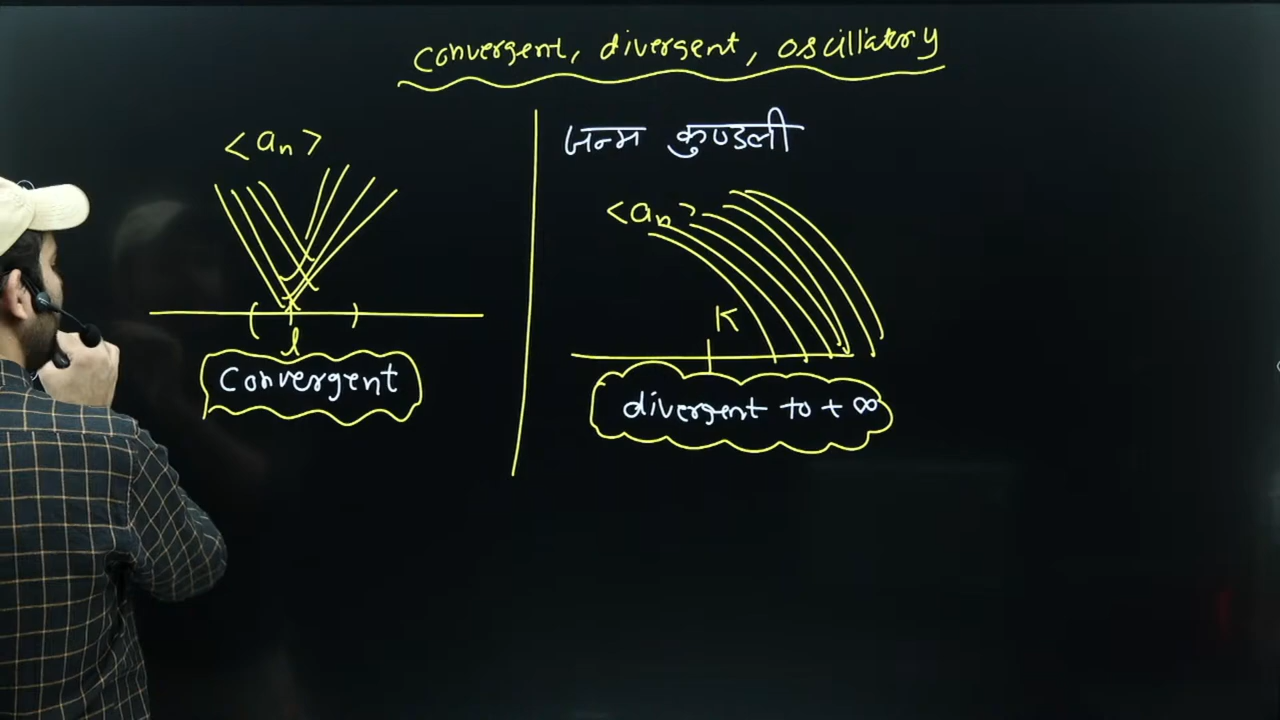 convergent, divergent, oscillatory
<an>
l
Convergent
जन्म कुण्डली
<an>
K
divergent to + ∞